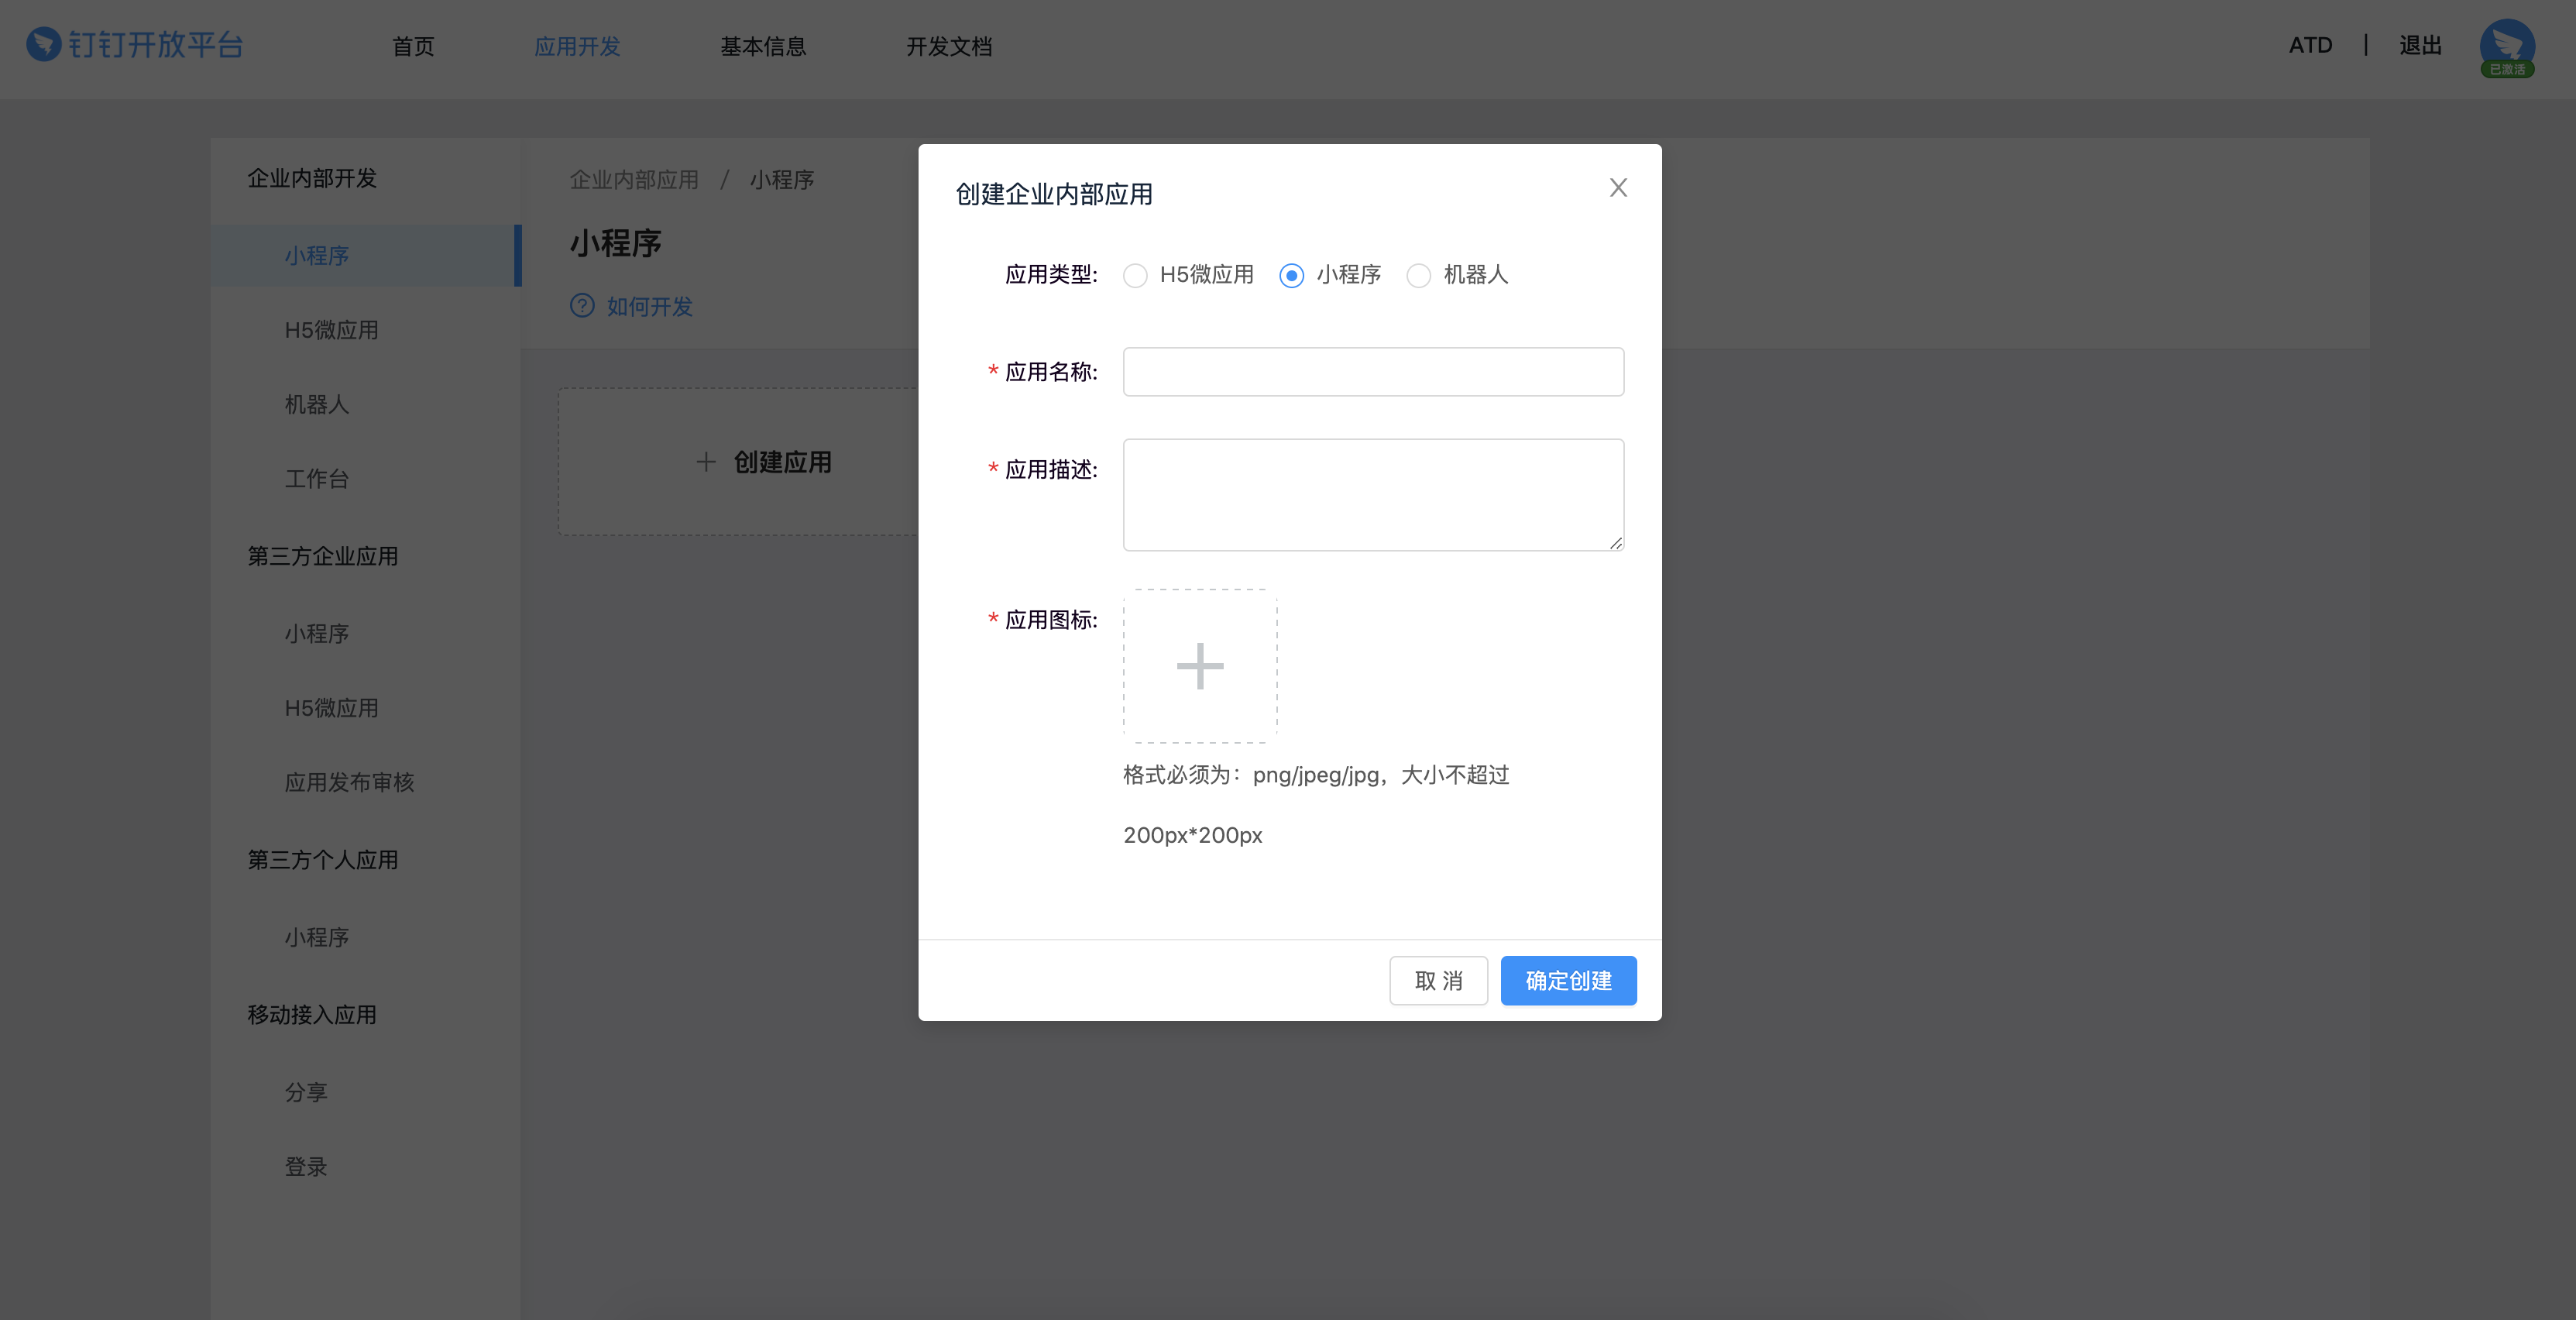 钉钉开放平台
首页
应用开发
基本信息
开发文档
ATD | 退出
已激活
企业内部开发
小程序
H5微应用
机器人
工作台
第三方企业应用
小程序
H5微应用
应用发布审核
第三方个人应用
小程序
移动接入应用
分享
登录
企业内部应用 / 小程序
小程序
? 如何开发
+ 创建应用
创建企业内部应用
应用类型: H5微应用 小程序 机器人
* 应用名称:
* 应用描述:
* 应用图标:
格式必须为：png/jpeg/jpg，大小不超过
200px*200px
取 消
确定创建